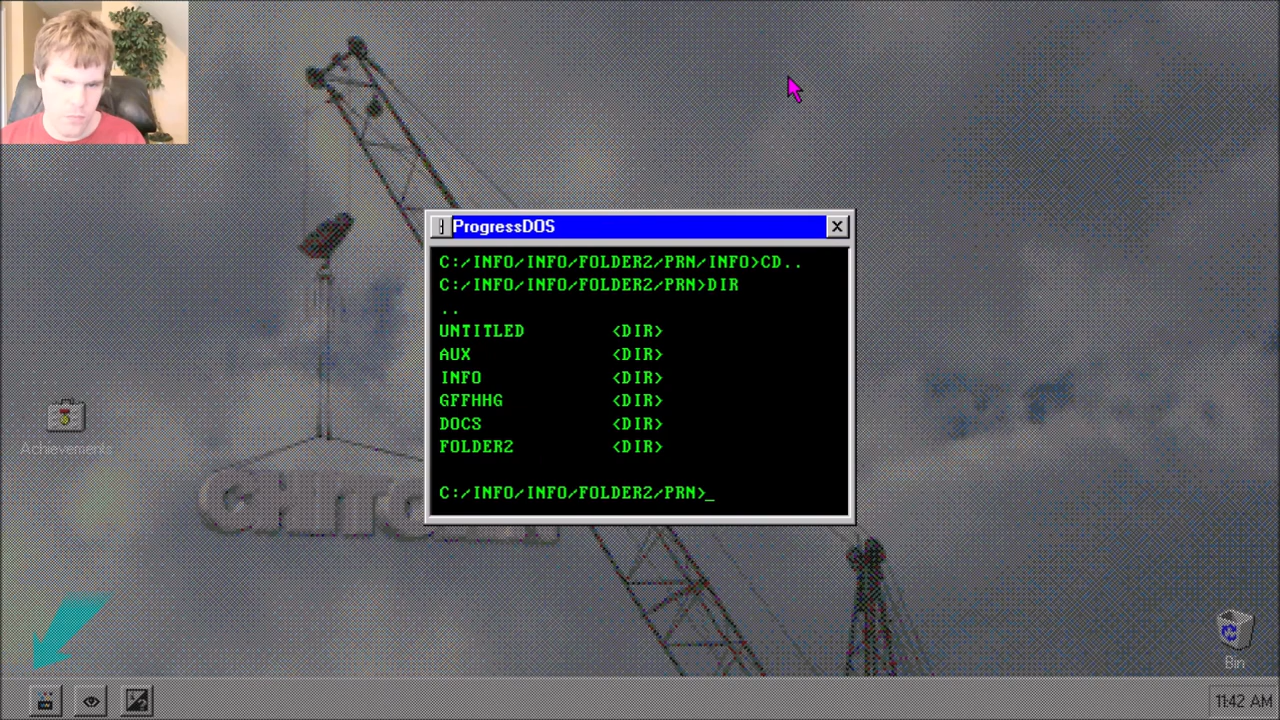 ProgressDOS
C:/INFO/INFO/FOLDER2/PRN/INFO>CD..
C:/INFO/INFO/FOLDER2/PRN>DIR
..
UNTITLED <DIR>
AUX <DIR>
INFO <DIR>
GFFHHG <DIR>
DOCS <DIR>
FOLDER2 <DIR>
C:/INFO/INFO/FOLDER2/PRN>_
Achievements
Bin
11:42 AM